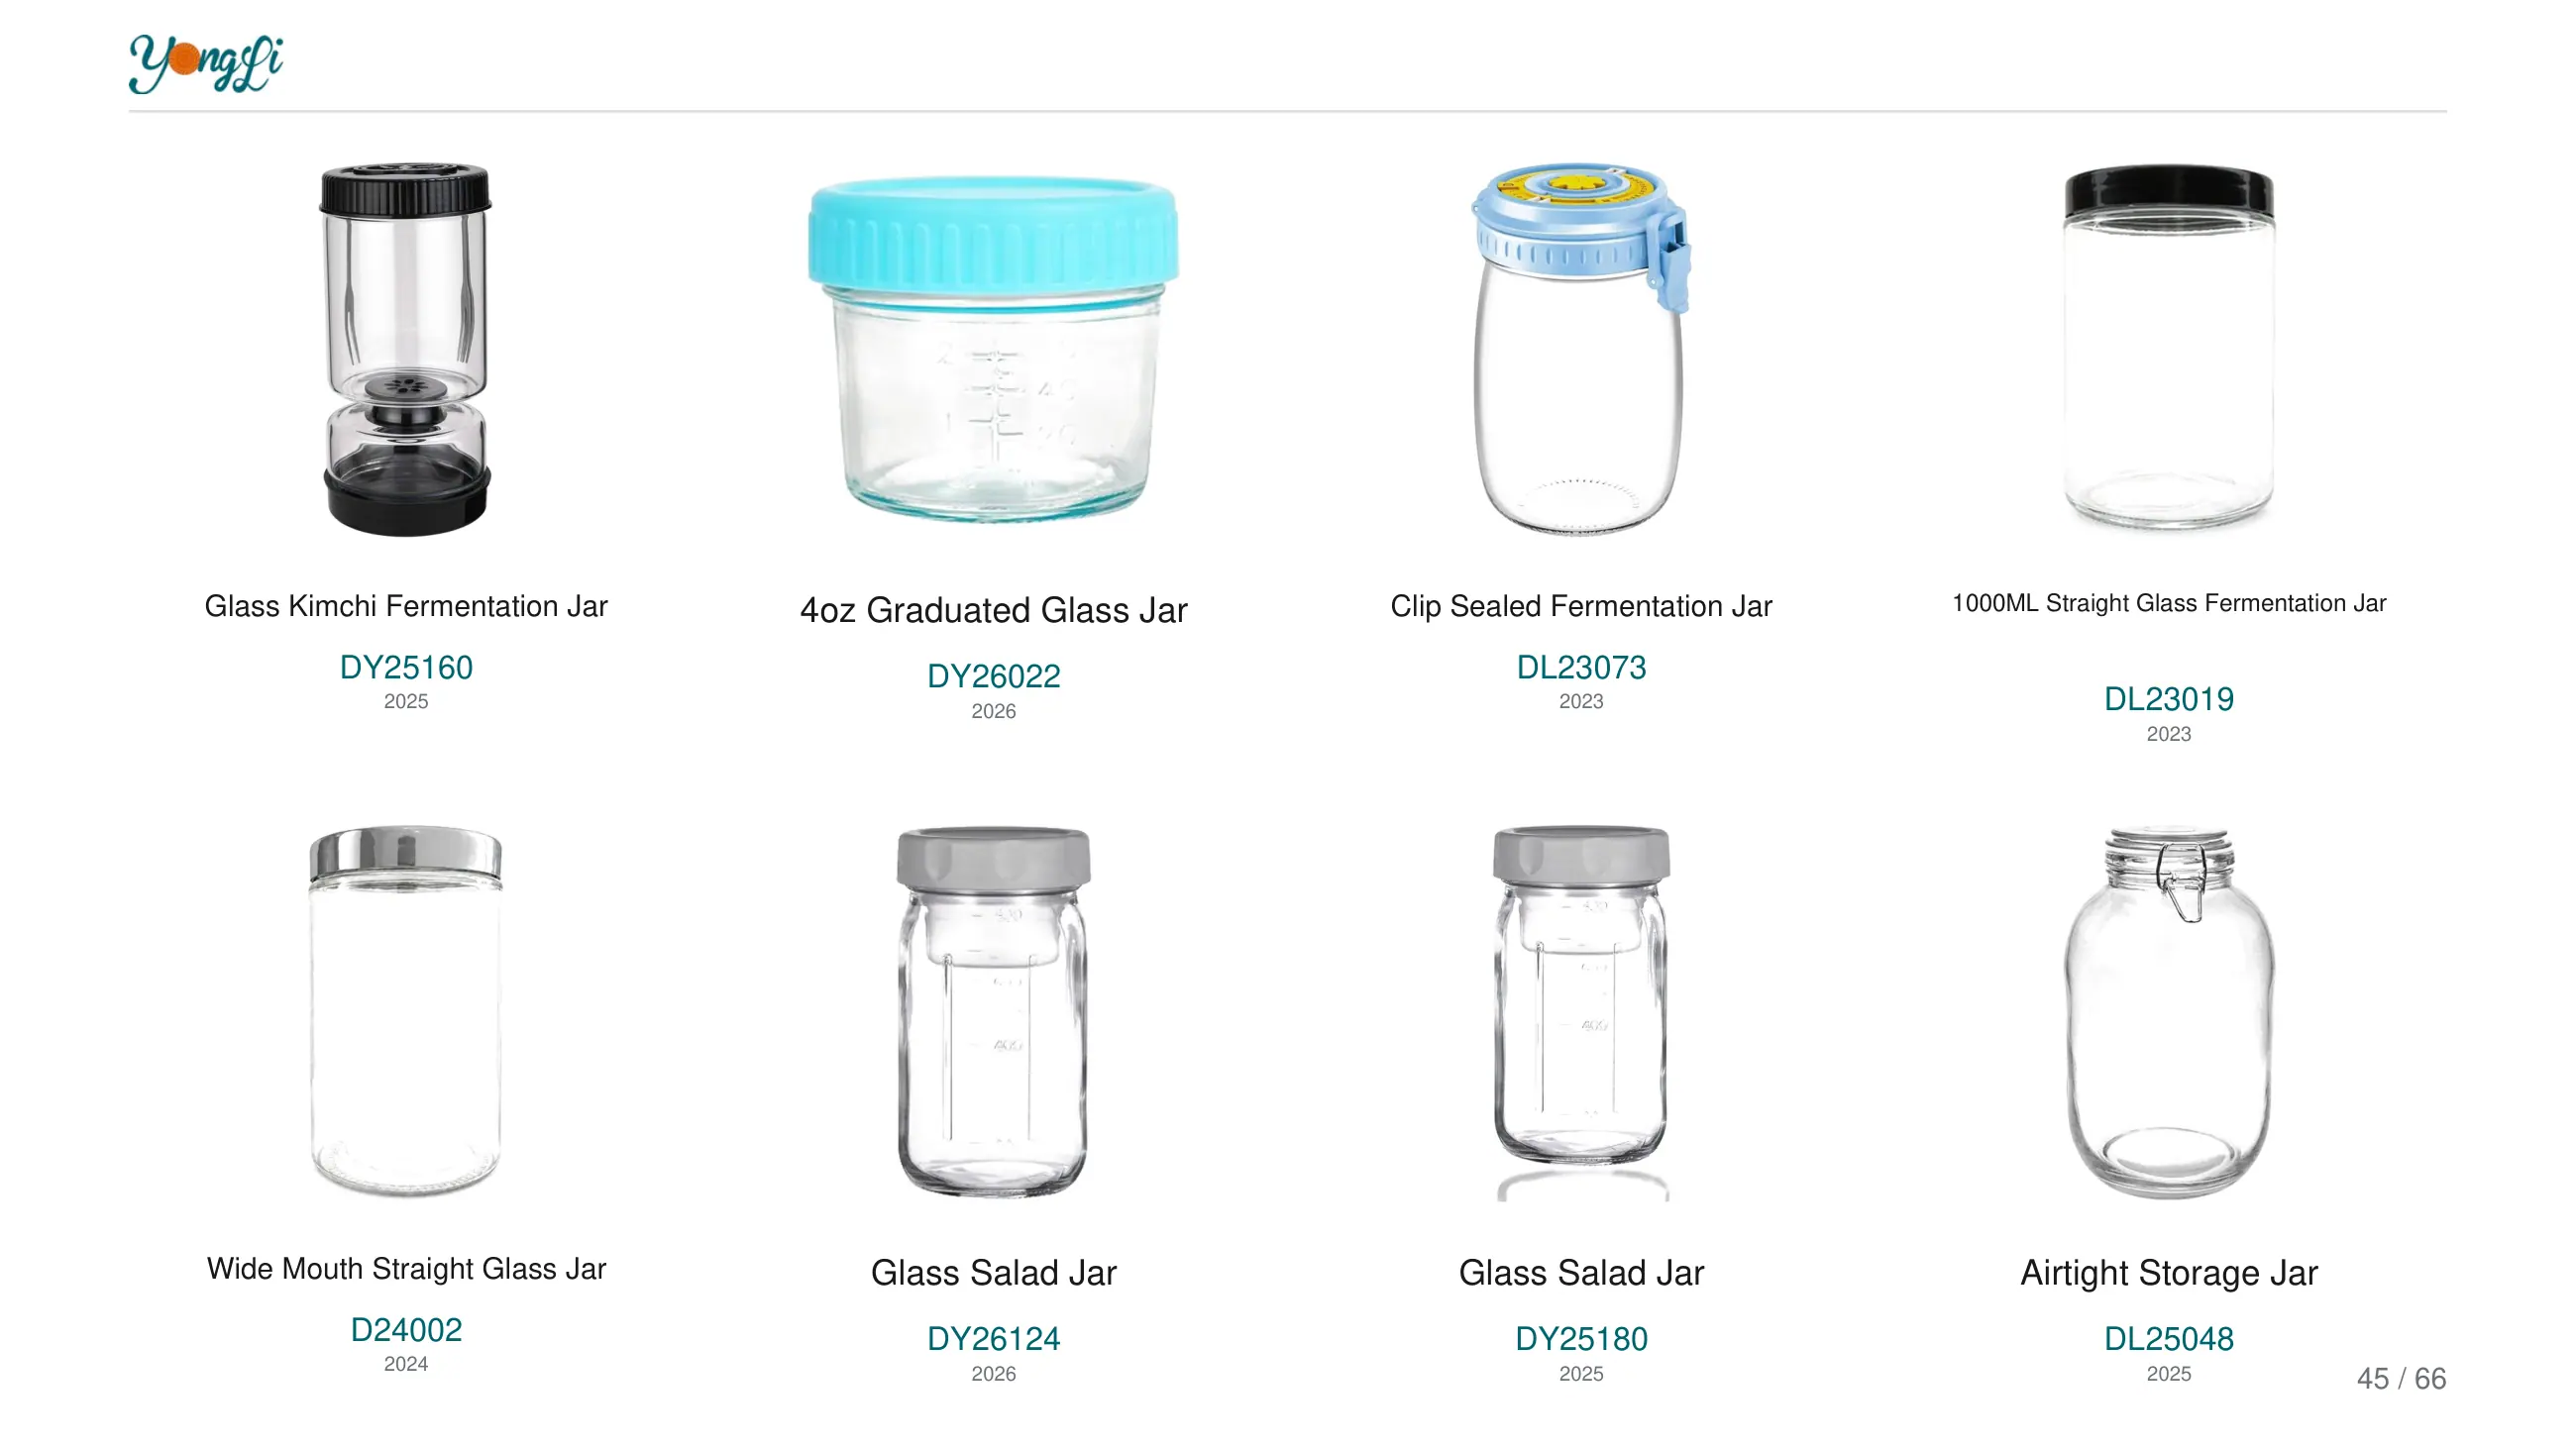 YongLi
Glass Kimchi Fermentation Jar
DY25160
2025
4oz Graduated Glass Jar
DY26022
2026
Clip Sealed Fermentation Jar
DL23073
2023
1000ML Straight Glass Fermentation Jar
DL23019
2023
Wide Mouth Straight Glass Jar
D24002
2024
Glass Salad Jar
DY26124
2026
Glass Salad Jar
DY25180
2025
Airtight Storage Jar
DL25048
2025
45 / 66